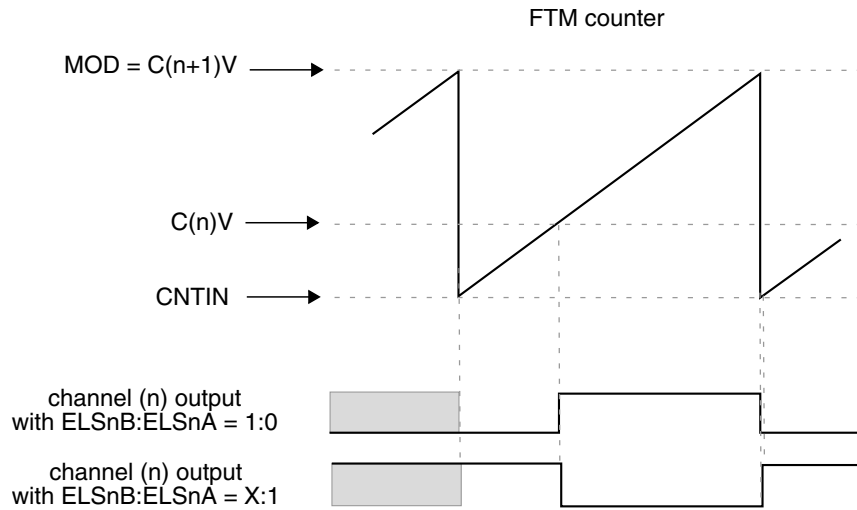 FTM counter
MOD = C(n+1)V
C(n)V
CNTIN
channel (n) output
with ELSnB:ELSnA = 1:0
channel (n) output
with ELSnB:ELSnA = X:1